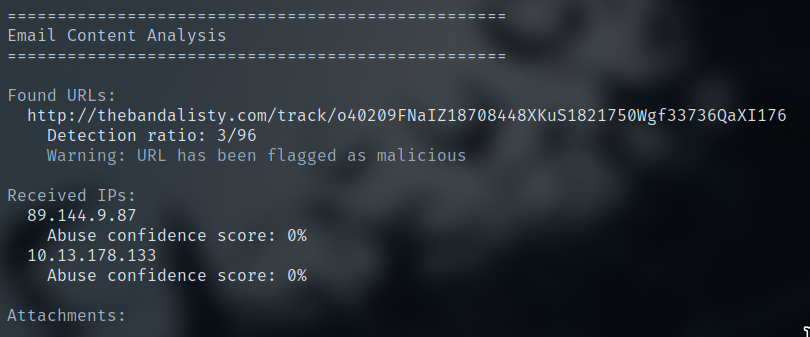 ==================================================
Email Content Analysis
==================================================
Found URLs:
http://thebandalisty.com/track/o40209FNaIZ18708448XKuS1821750Wgf33736QaXI176
Detection ratio: 3/96
Warning: URL has been flagged as malicious
Received IPs:
89.144.9.87
Abuse confidence score: 0%
10.13.178.133
Abuse confidence score: 0%
Attachments: